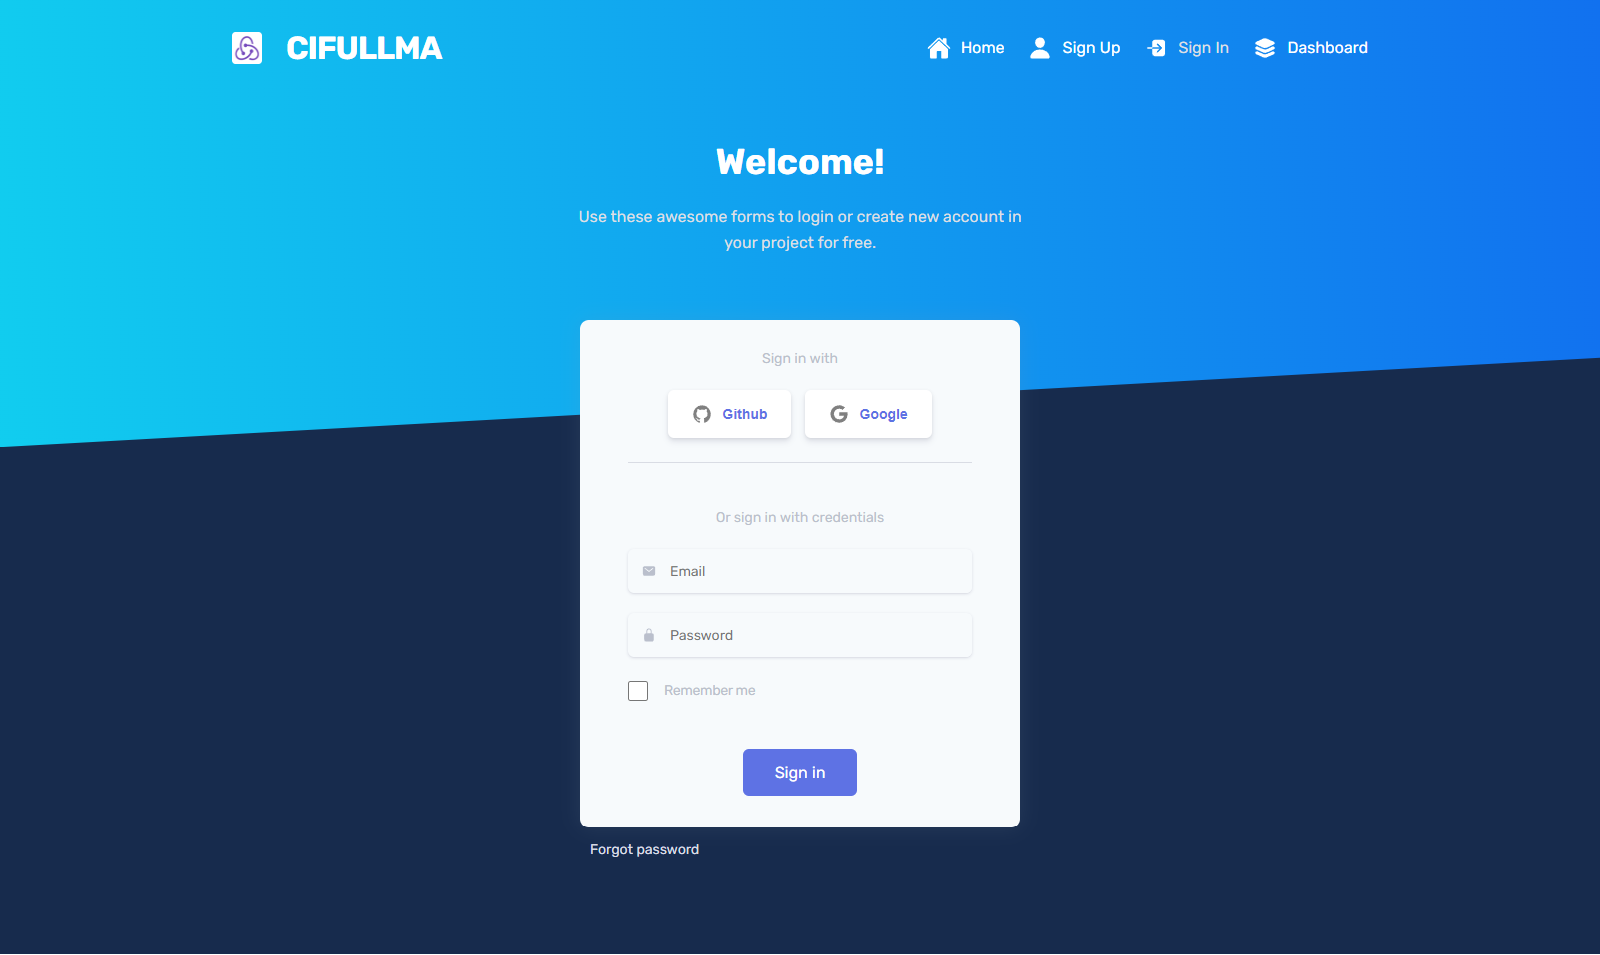 CIFULLMA
Home Sign Up Sign In Dashboard
Welcome!
Use these awesome forms to login or create new account in
your project for free.
Sign in with
Github Google
Or sign in with credentials
Email
Password
Remember me
Sign in
Forgot password